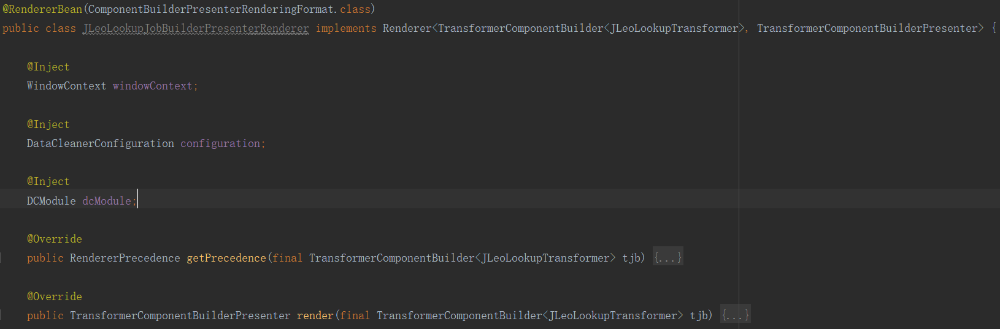 @RendererBean(ComponentBuilderPresenterRenderingFormat.class)
public class JLeoLookupJobBuilderPresenterRenderer implements Renderer<TransformerComponentBuilder<JLeoLookupTransformer>, TransformerComponentBuilderPresenter> {
@Inject
WindowContext windowContext;
@Inject
DataCleanerConfiguration configuration;
@Inject
DCModule dcModule;
@Override
public RendererPrecedence getPrecedence(final TransformerComponentBuilder<JLeoLookupTransformer> tjb) {...}
@Override
public TransformerComponentBuilderPresenter render(final TransformerComponentBuilder<JLeoLookupTransformer> tjb) {...}